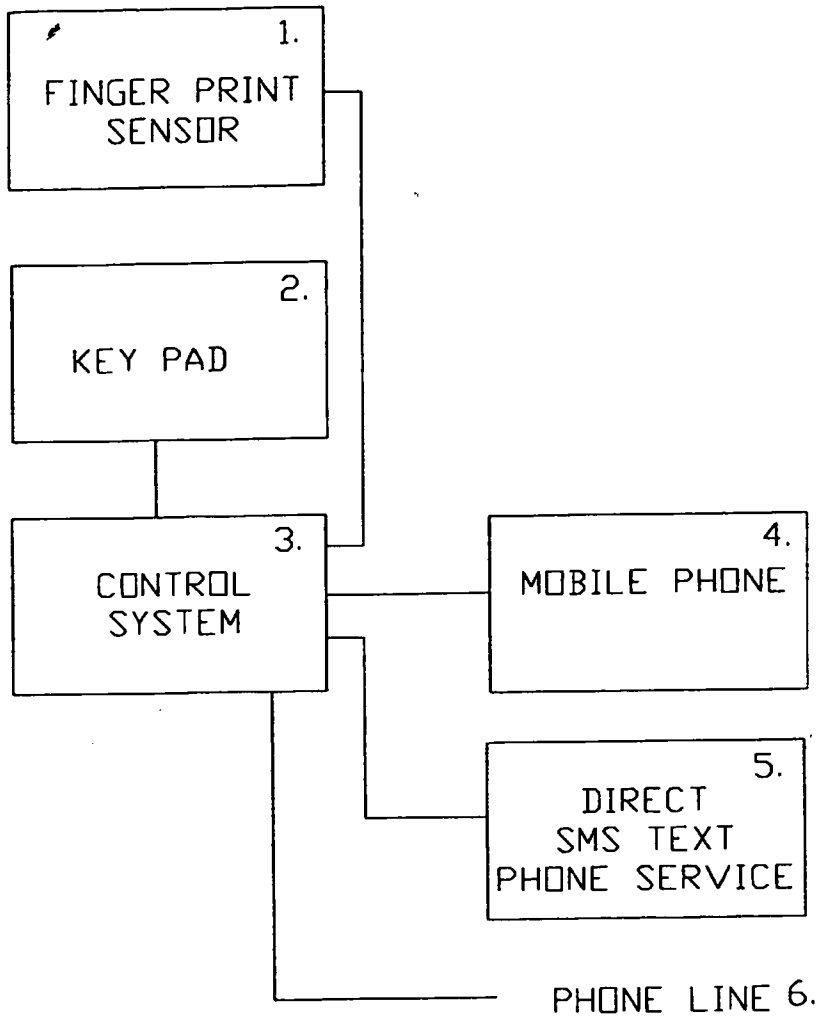 1.
FINGER PRINT
SENSOR
2.
KEY PAD
3.
CONTROL
SYSTEM
4.
MOBILE PHONE
5.
DIRECT
SMS TEXT
PHONE SERVICE
PHONE LINE 6.